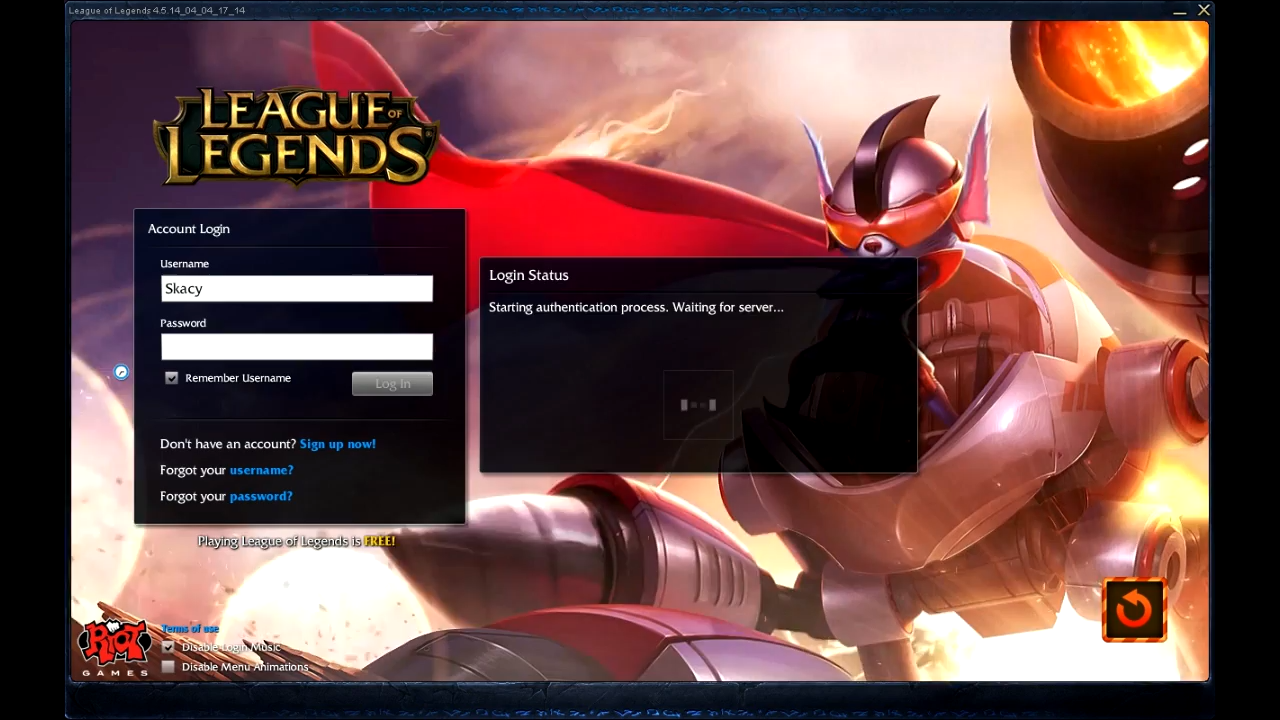 League of Legends 4.5.14_04_04_17_14
LEAGUE OF
LEGENDS
Account Login
Username
Skacy
Password
Remember Username
Log In
Don't have an account? Sign up now!
Forgot your username?
Forgot your password?
Playing League of Legends is FREE!
Login Status
Starting authentication process. Waiting for server...
Terms of use
Disable Login Music
Disable Menu Animations
RIOT
GAMES